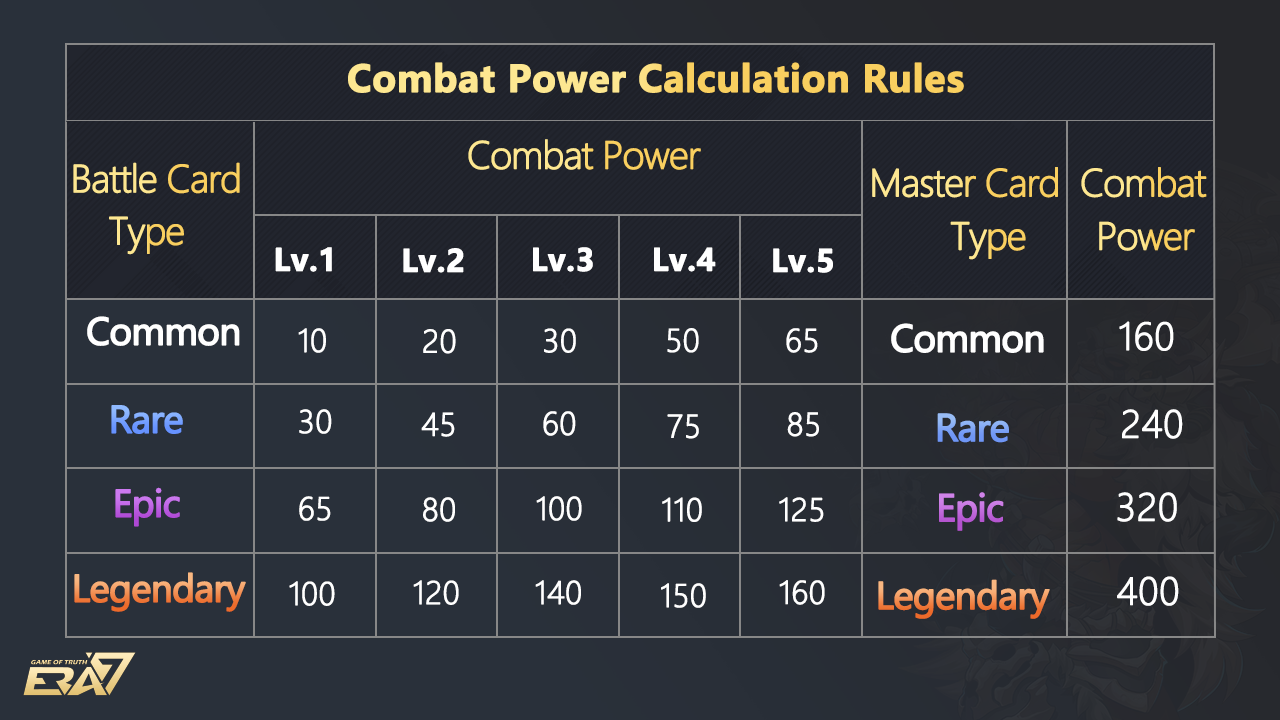 Combat Power Calculation Rules
Battle Card
Type
Combat Power
Master Card
Type
Combat
Power
Lv.1 Lv.2 Lv.3 Lv.4 Lv.5
Common 10 20 30 50 65 Common 160
Rare 30 45 60 75 85 Rare 240
Epic 65 80 100 110 125 Epic 320
Legendary 100 120 140 150 160 Legendary 400
GAME OF TRUTH
ERA7